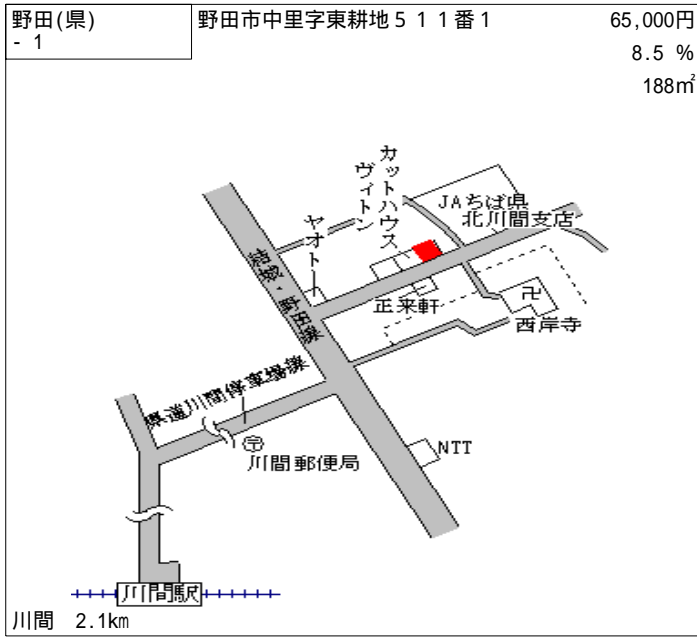 野田(県)
- 1
野田市中里字東耕地５１１番１
65,000円
8.5 %
188㎡
カットハウス
ヴィトン
ヤオトー
JAちば県
北川間支店
正来軒
卍
西岸寺
県道川間停車場線
〒
川間郵便局
NTT
川間駅
川間 2.1km